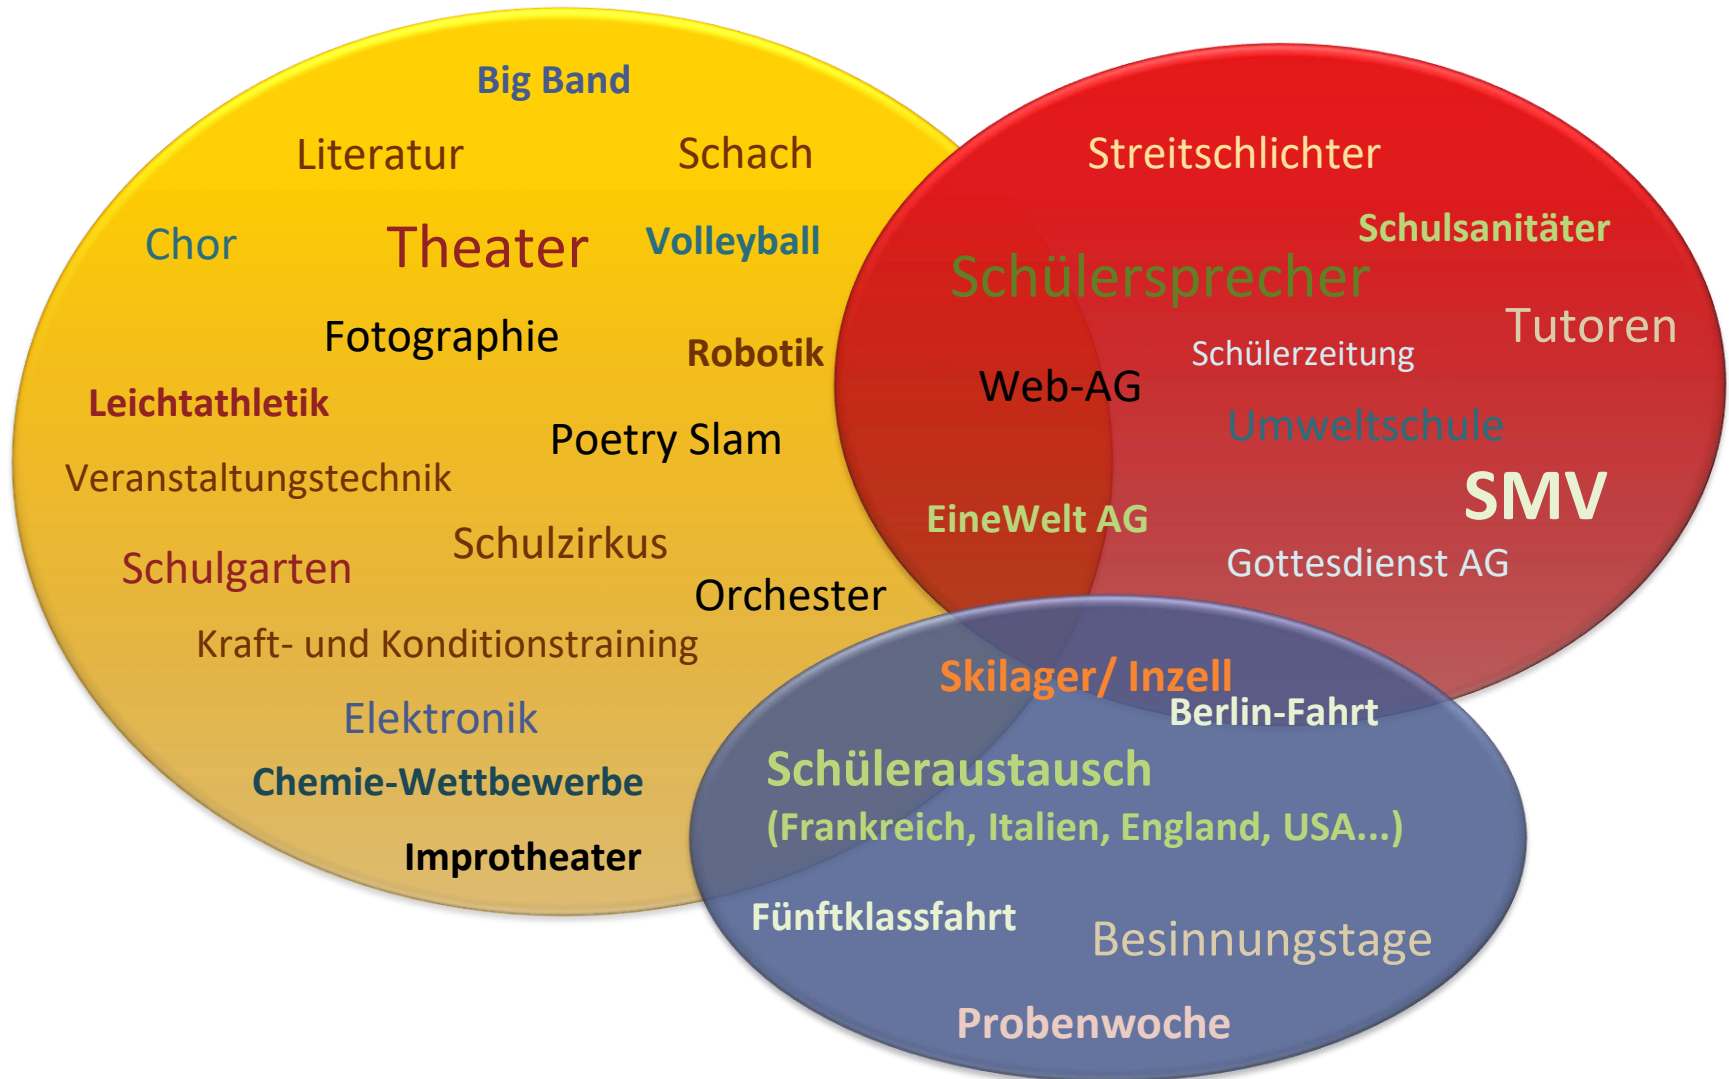 Big Band
Literatur
Schach
Chor
Theater
Volleyball
Fotographie
Robotik
Leichtathletik
Poetry Slam
Veranstaltungstechnik
Schulzirkus
Schulgarten
Orchester
Kraft- und Konditionstraining
Elektronik
Chemie-Wettbewerbe
Improtheater
Streitschlichter
Schulsanitäter
Schülersprecher
Tutoren
Schülerzeitung
Web-AG
Umweltschule
SMV
EineWelt AG
Gottesdienst AG
Skilager/ Inzell
Berlin-Fahrt
Schüleraustausch
(Frankreich, Italien, England, USA...)
Fünftklassfahrt
Besinnungstage
Probenwoche